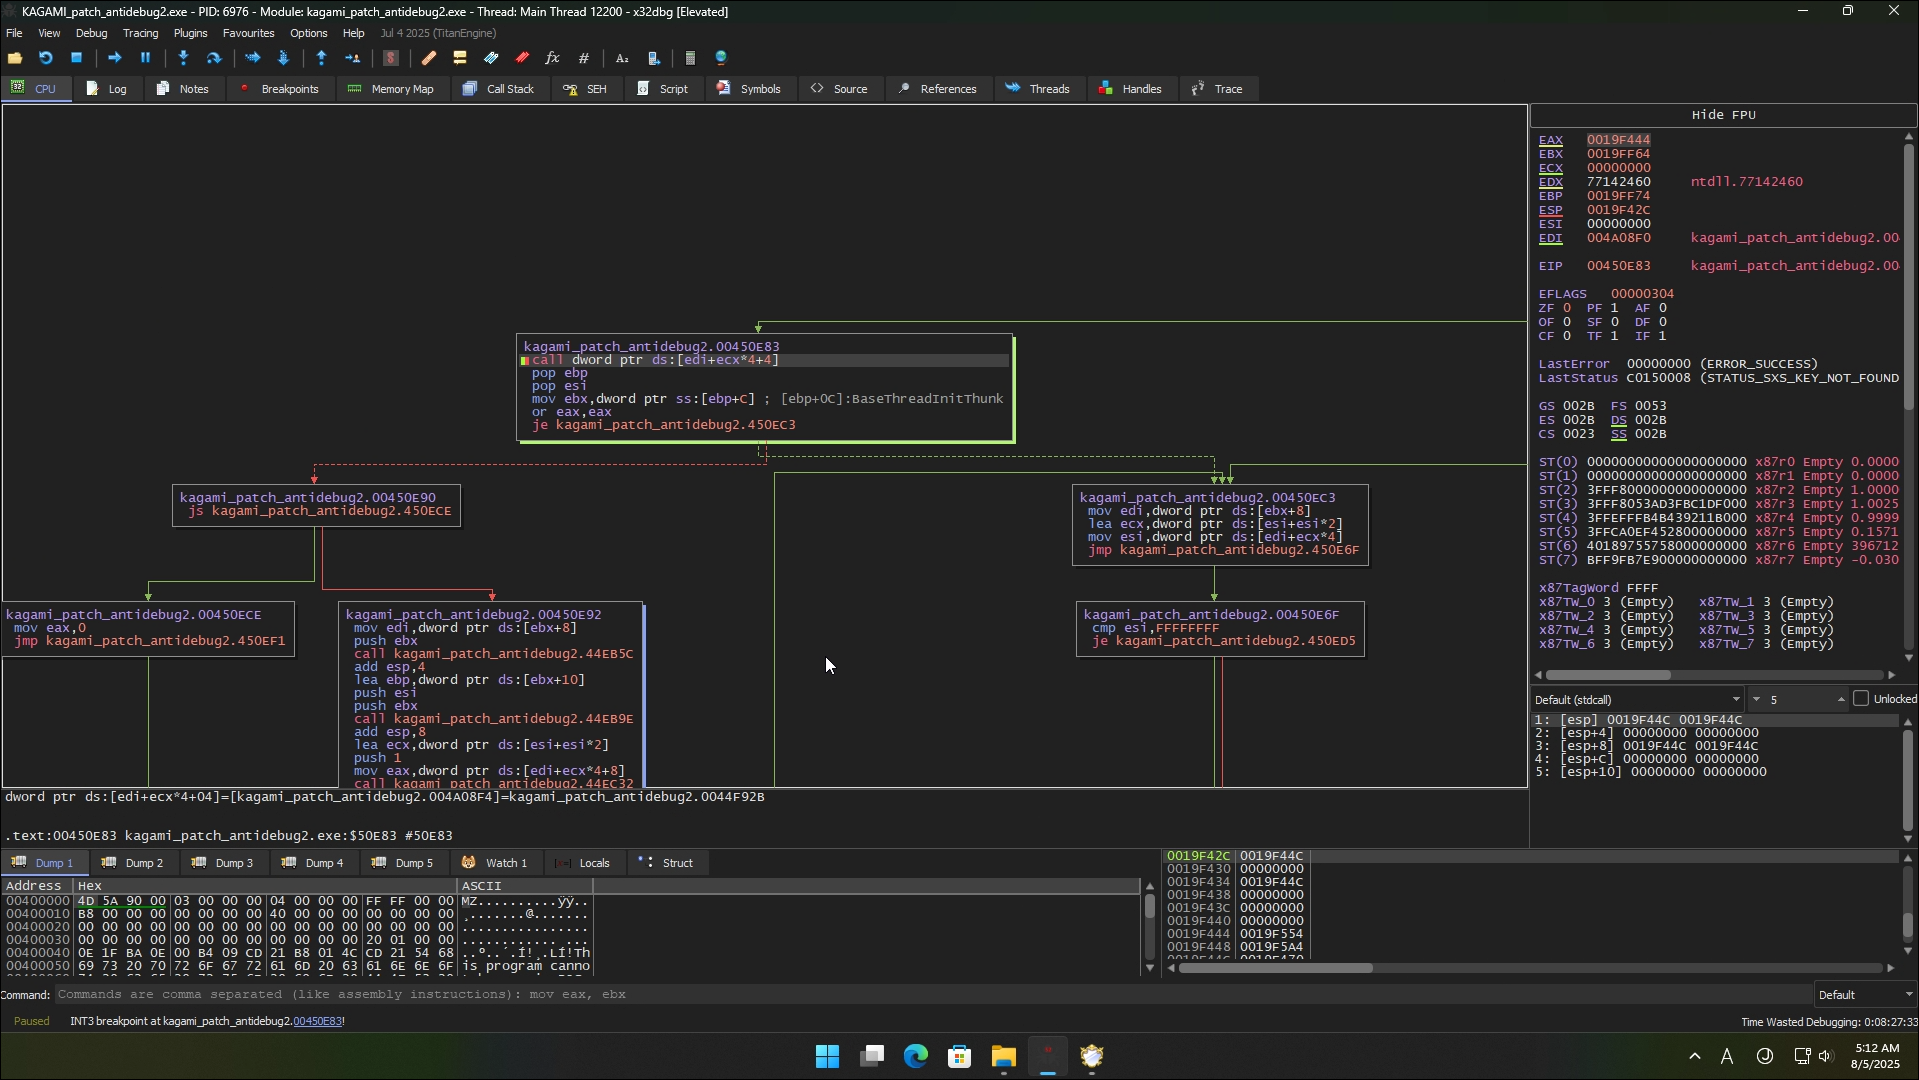 KAGAMI_patch_antidebug2.exe - PID: 6976 - Module: kagami_patch_antidebug2.exe - Thread: Main Thread 12200 - x32dbg [Elevated]
File View Debug Tracing Plugins Favourites Options Help Jul 4 2025 (TitanEngine)
CPU Log Notes Breakpoints Memory Map Call Stack SEH Script Symbols Source References Threads Handles Trace
kagami_patch_antidebug2.00450E83
call dword ptr ds:[edi+ecx*4+4]
pop ebp
pop esi
mov ebx,dword ptr ss:[ebp+C] ; [ebp+0C]:BaseThreadInitThunk
or eax,eax
je kagami_patch_antidebug2.450EC3
kagami_patch_antidebug2.00450E90
js kagami_patch_antidebug2.450ECE
kagami_patch_antidebug2.00450EC3
mov edi,dword ptr ds:[ebx+8]
lea ecx,dword ptr ds:[esi+esi*2]
mov esi,dword ptr ds:[edi+ecx*4]
jmp kagami_patch_antidebug2.450E6F
kagami_patch_antidebug2.00450ECE
mov eax,0
jmp kagami_patch_antidebug2.450EF1
kagami_patch_antidebug2.00450E92
mov edi,dword ptr ds:[ebx+8]
push ebx
call kagami_patch_antidebug2.44EB5C
add esp,4
lea ebp,dword ptr ds:[ebx+10]
push esi
push ebx
call kagami_patch_antidebug2.44EB9E
add esp,8
lea ecx,dword ptr ds:[esi+esi*2]
push 1
mov eax,dword ptr ds:[edi+ecx*4+8]
call kagami_patch_antidebug2.44EC32
kagami_patch_antidebug2.00450E6F
cmp esi,FFFFFFFF
je kagami_patch_antidebug2.450ED5
Hide FPU
EAX 0019F444
EBX 0019FF64
ECX 00000000
EDX 77142460 ntdll.77142460
EBP 0019FF74
ESP 0019F42C
ESI 00000000
EDI 004A08F0 kagami_patch_antidebug2.00
EIP 00450E83 kagami_patch_antidebug2.00
EFLAGS 00000304
ZF 0 PF 1 AF 0
OF 0 SF 0 DF 0
CF 0 TF 1 IF 1
LastError 00000000 (ERROR_SUCCESS)
LastStatus C0150008 (STATUS_SXS_KEY_NOT_FOUND
GS 002B FS 0053
ES 002B DS 002B
CS 0023 SS 002B
ST(0) 00000000000000000000 x87r0 Empty 0.0000
ST(1) 00000000000000000000 x87r1 Empty 0.0000
ST(2) 3FFF8000000000000000 x87r2 Empty 1.0000
ST(3) 3FFF8053AD3FBC1DF000 x87r3 Empty 1.0025
ST(4) 3FFEFFFB4B439211B000 x87r4 Empty 0.9999
ST(5) 3FFCA0EF452800000000 x87r5 Empty 0.1571
ST(6) 40189755758000000000 x87r6 Empty 396712
ST(7) BFF9FB7E900000000000 x87r7 Empty -0.030
x87TagWord FFFF
x87TW_0 3 (Empty) x87TW_1 3 (Empty)
x87TW_2 3 (Empty) x87TW_3 3 (Empty)
x87TW_4 3 (Empty) x87TW_5 3 (Empty)
x87TW_6 3 (Empty) x87TW_7 3 (Empty)
Default (stdcall) 5 Unlocked
1: [esp] 0019F44C 0019F44C
2: [esp+4] 00000000 00000000
3: [esp+8] 0019F44C 0019F44C
4: [esp+C] 00000000 00000000
5: [esp+10] 00000000 00000000
dword ptr ds:[edi+ecx*4+04]=[kagami_patch_antidebug2.004A08F4]=kagami_patch_antidebug2.0044F92B
.text:00450E83 kagami_patch_antidebug2.exe:$50E83 #50E83
Dump 1 Dump 2 Dump 3 Dump 4 Dump 5 Watch 1 Locals Struct
Address Hex ASCII
00400000 4D 5A 90 00 03 00 00 00 04 00 00 00 FF FF 00 00 MZ..........ÿÿ..
00400010 B8 00 00 00 00 00 00 00 40 00 00 00 00 00 00 00 ¸.......@.......
00400020 00 00 00 00 00 00 00 00 00 00 00 00 00 00 00 00 ................
00400030 00 00 00 00 00 00 00 00 00 00 00 00 20 01 00 00 ............ ...
00400040 0E 1F BA 0E 00 B4 09 CD 21 B8 01 4C CD 21 54 68 ..º..´.Í!¸.LÍ!Th
00400050 69 73 20 70 72 6F 67 72 61 6D 20 63 61 6E 6E 6F is program canno
0019F42C 0019F44C
0019F430 00000000
0019F434 0019F44C
0019F438 00000000
0019F43C 00000000
0019F440 00000000
0019F444 0019F554
0019F448 0019F5A4
Command: Commands are comma separated (like assembly instructions): mov eax, ebx Default
Paused INT3 breakpoint at kagami_patch_antidebug2.00450E83! Time Wasted Debugging: 0:08:27:33
5:12 AM
8/5/2025